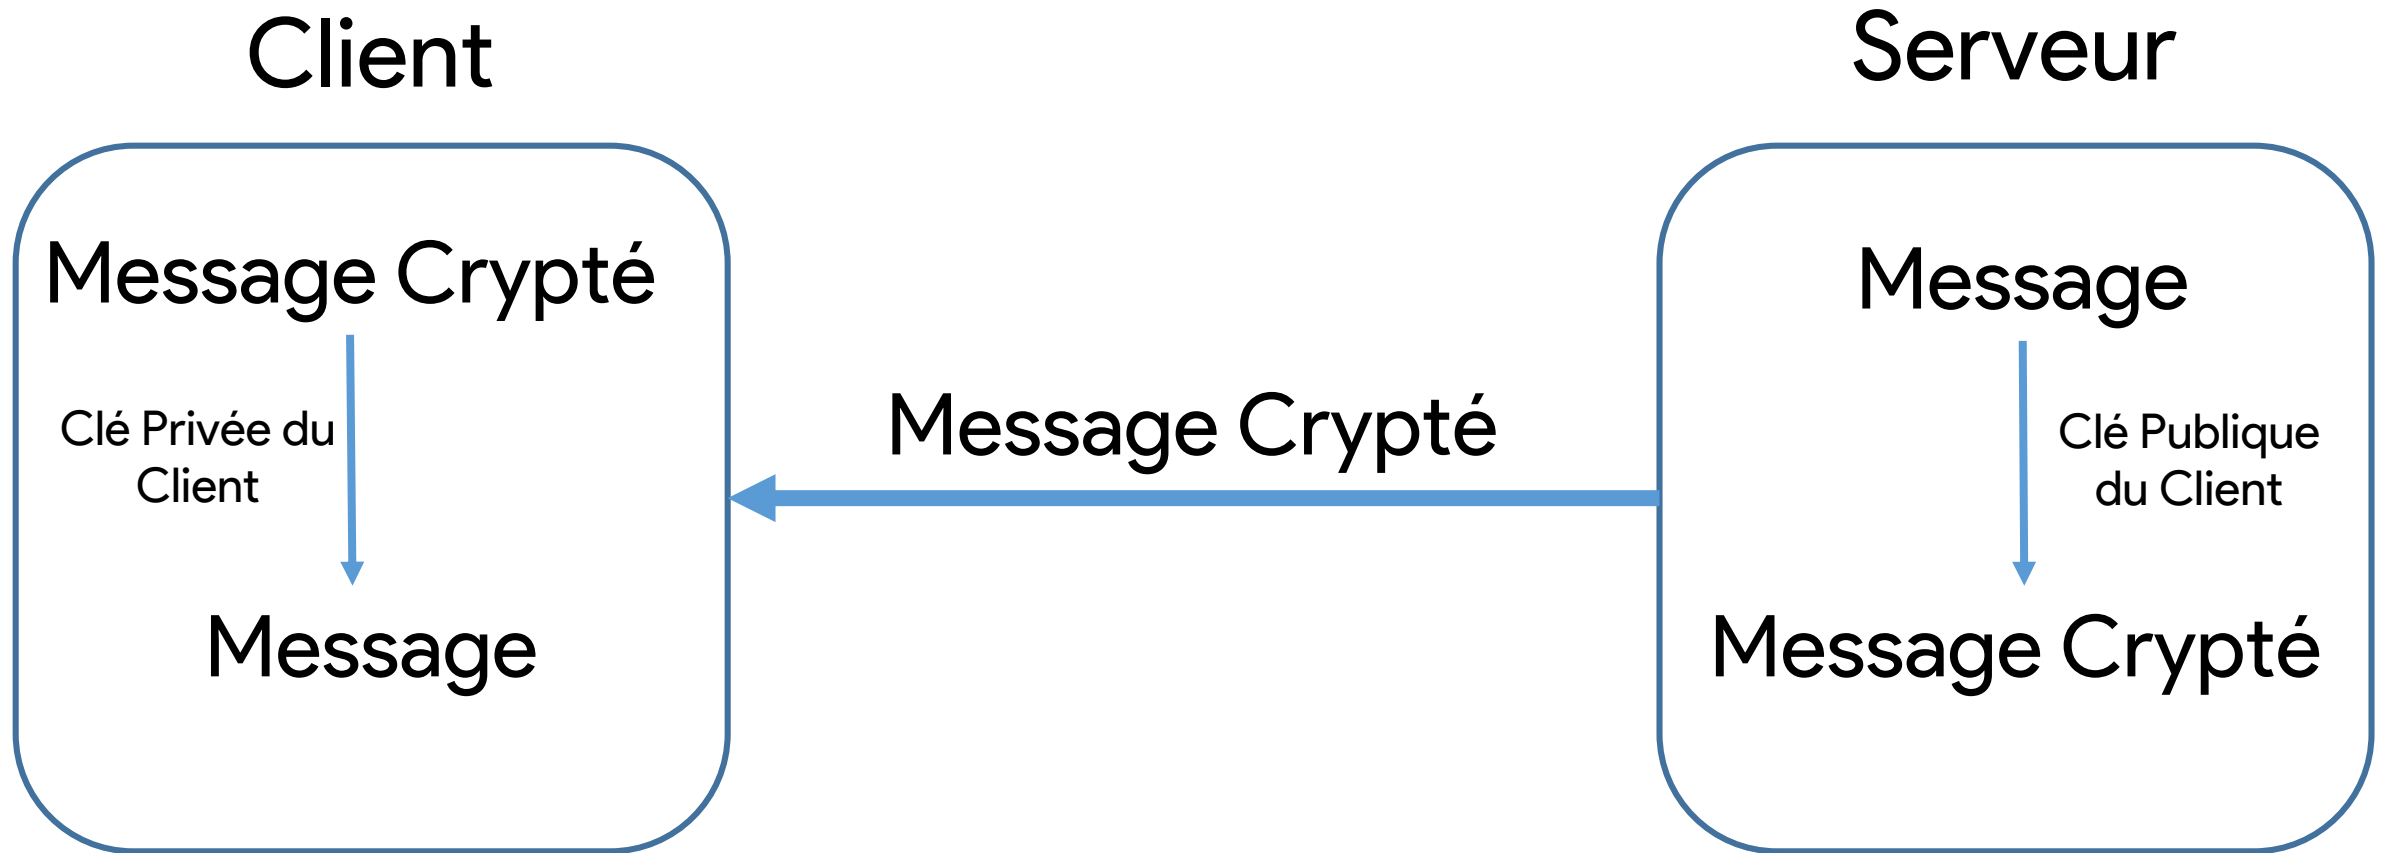 Client
Serveur
Message Crypté
Clé Privée du
Client
Message
Message Crypté
Message
Clé Publique
du Client
Message Crypté